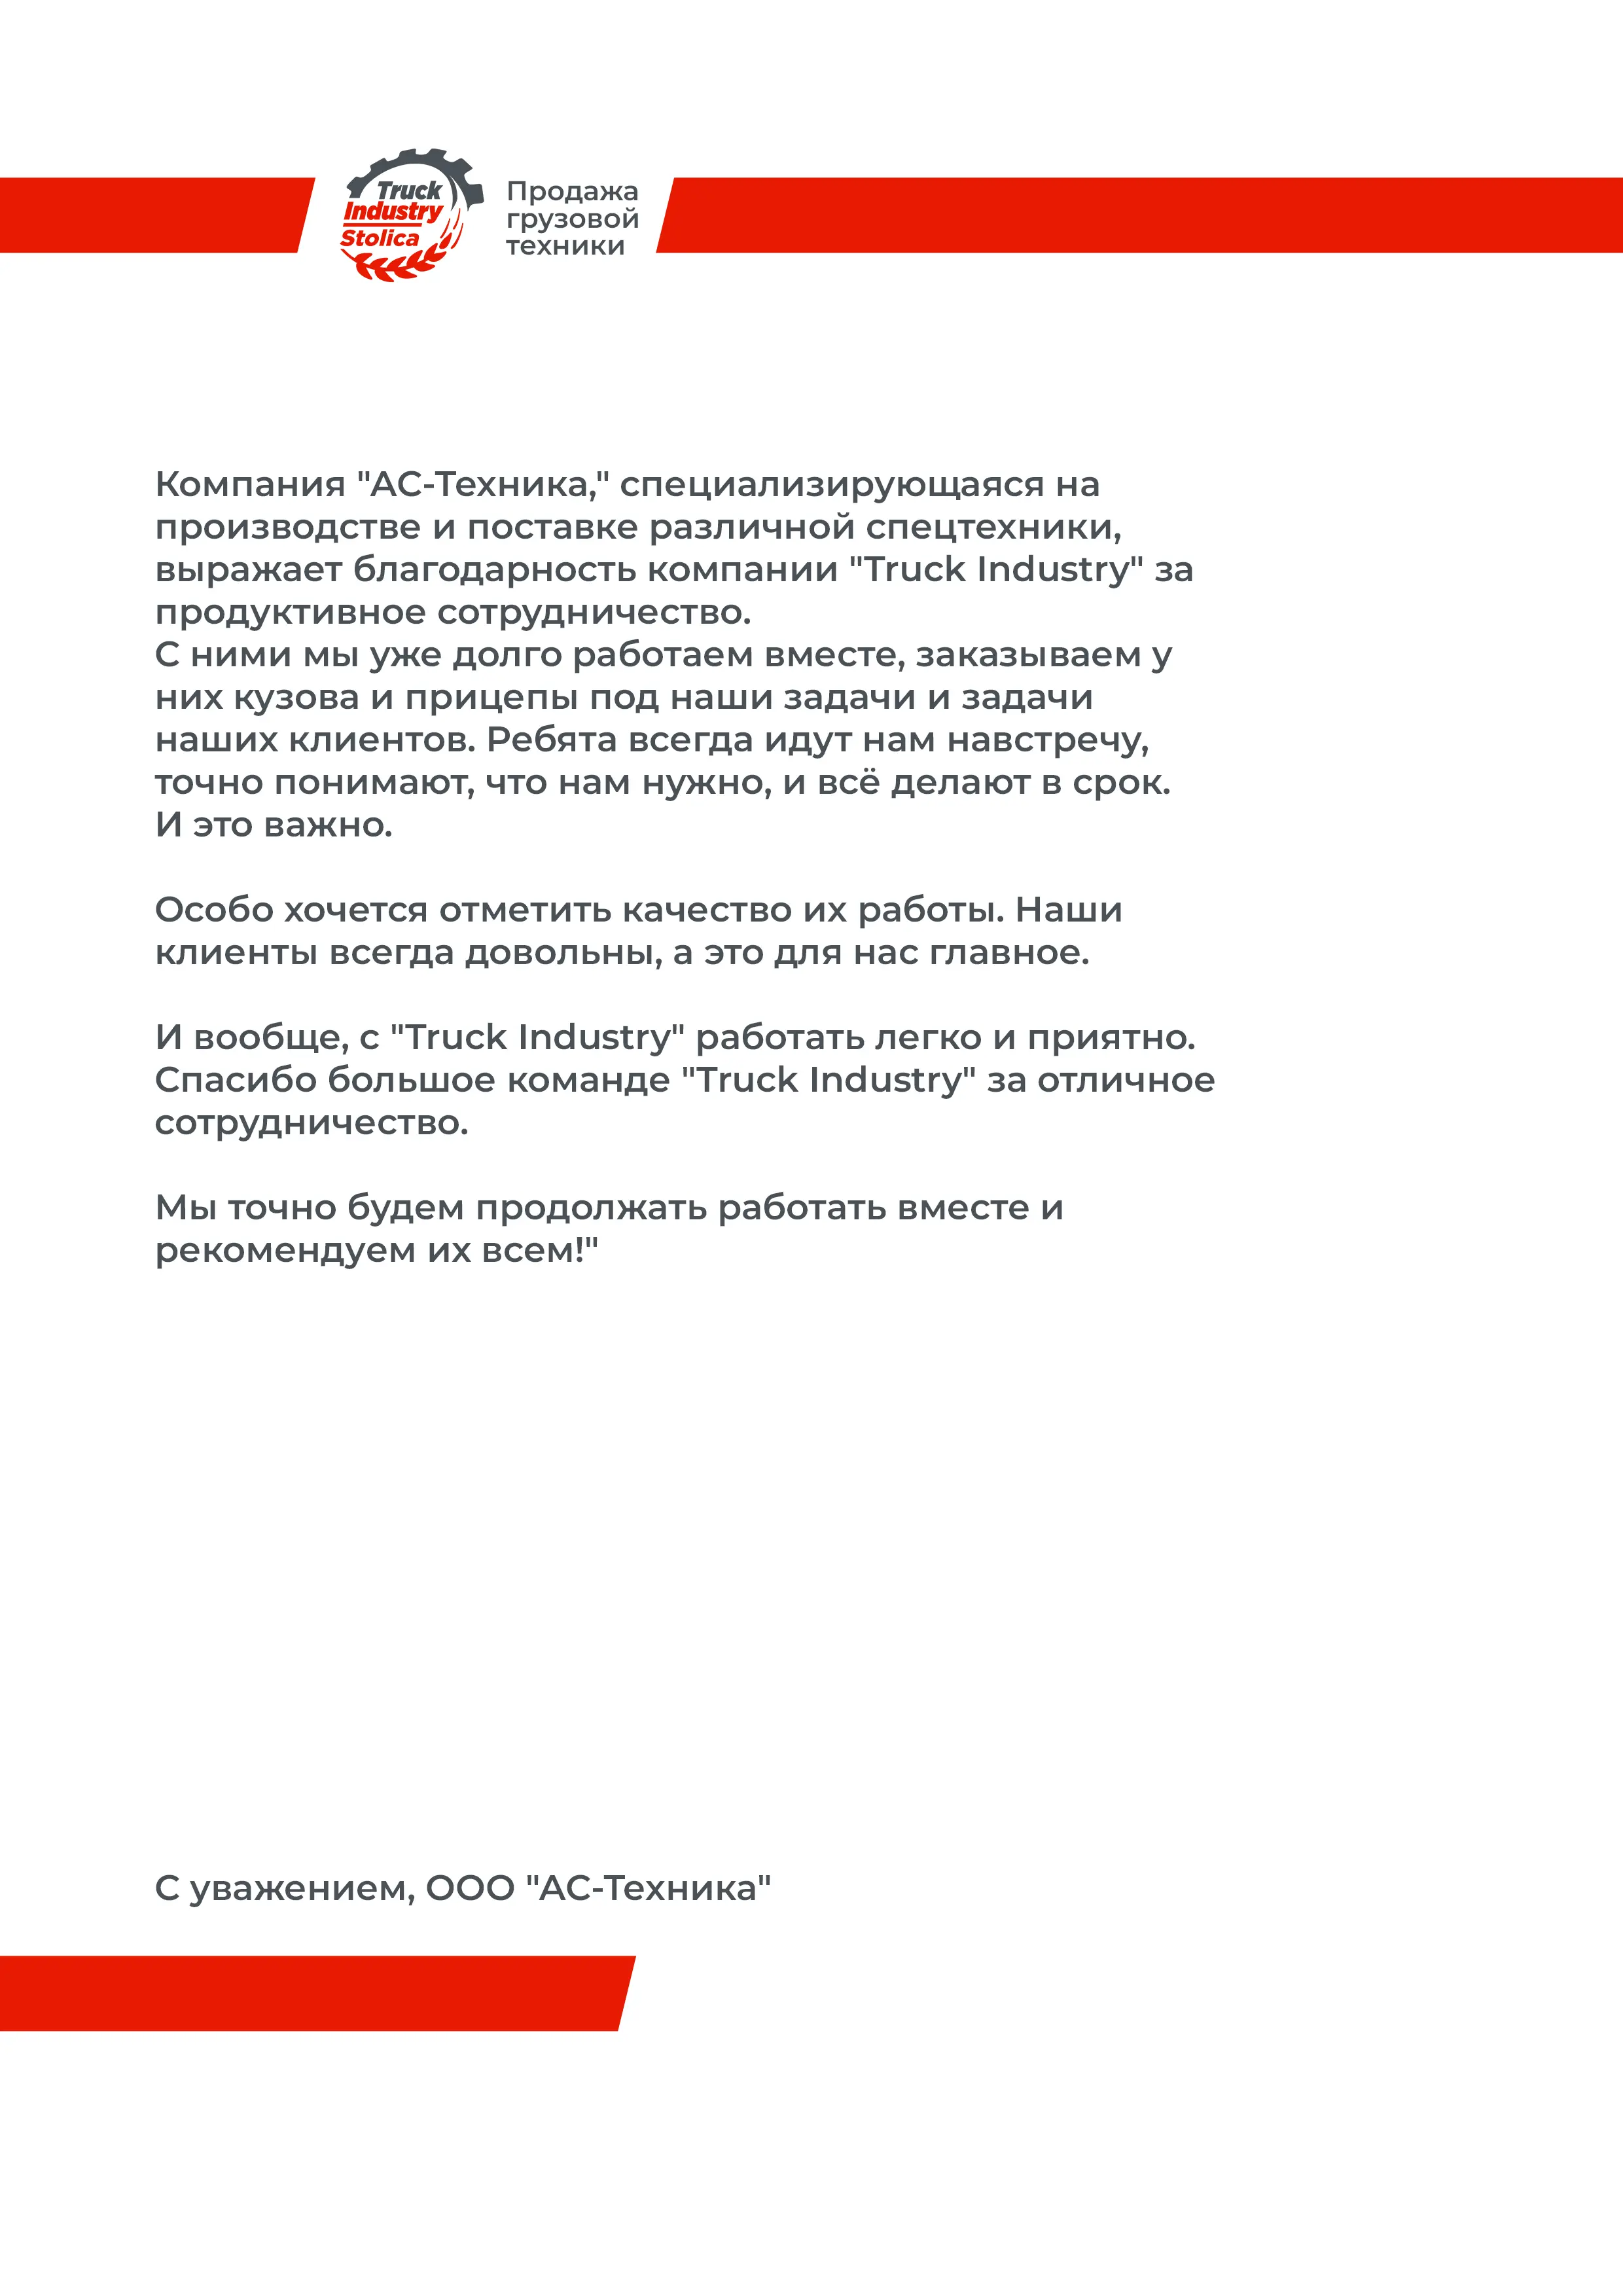 Truck
Industry
Stolica
Продажа
грузовой
техники
Компания "АС-Техника," специализирующаяся на
производстве и поставке различной спецтехники,
выражает благодарность компании "Truck Industry" за
продуктивное сотрудничество.
С ними мы уже долго работаем вместе, заказываем у
них кузова и прицепы под наши задачи и задачи
наших клиентов. Ребята всегда идут нам навстречу,
точно понимают, что нам нужно, и всё делают в срок.
И это важно.
Особо хочется отметить качество их работы. Наши
клиенты всегда довольны, а это для нас главное.
И вообще, с "Truck Industry" работать легко и приятно.
Спасибо большое команде "Truck Industry" за отличное
сотрудничество.
Мы точно будем продолжать работать вместе и
рекомендуем их всем!"
С уважением, ООО "АС-Техника"